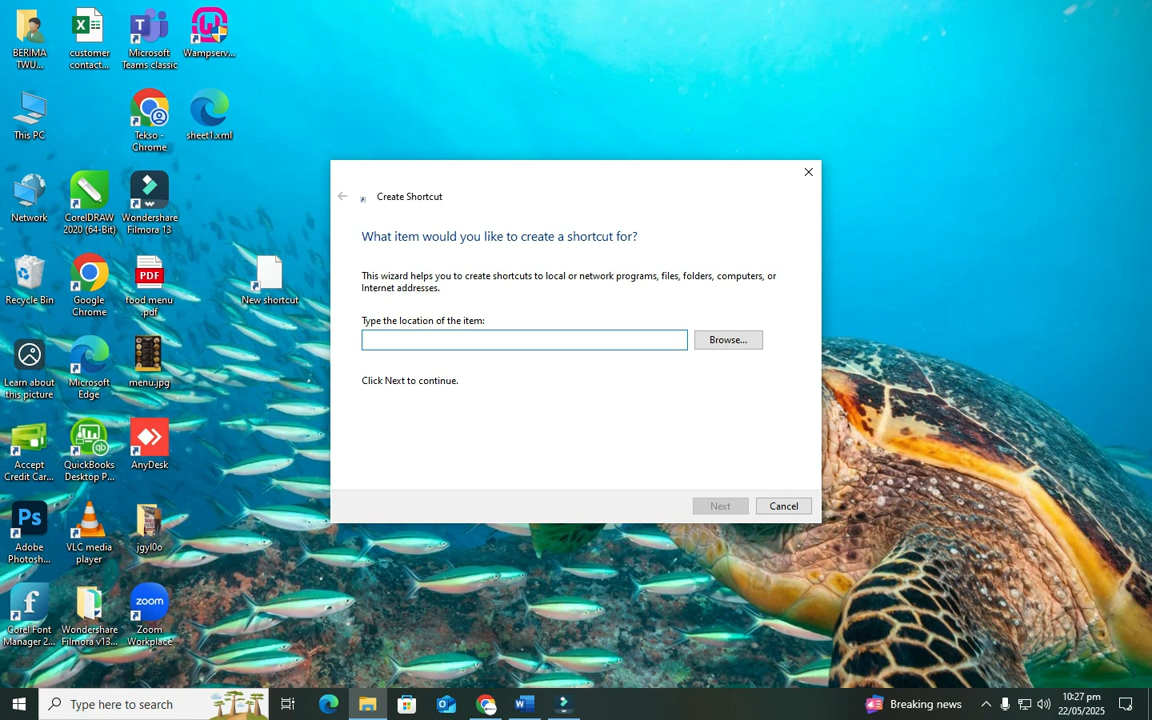 BERIMA
TWU...
customer
contact...
Microsoft
Teams classic
Wampserv...
This PC
Tekso -
Chrome
sheet1.xml
Network
CorelDRAW
2020 (64-Bit)
Wondershare
Filmora 13
Recycle Bin
Google
Chrome
PDF
food menu
.pdf
New shortcut
Learn about
this picture
Microsoft
Edge
menu.jpg
Accept
Credit Car...
QuickBooks
Desktop P...
AnyDesk
Ps
Adobe
Photosh...
VLC media
player
jgyl0o
Corel Font
Manager 2...
Wondershare
Filmora v13...
zoom
Zoom
Workplace
Create Shortcut
What item would you like to create a shortcut for?
This wizard helps you to create shortcuts to local or network programs, files, folders, computers, or
Internet addresses.
Type the location of the item:
Browse...
Click Next to continue.
Next
Cancel
Type here to search
Breaking news
10:27 pm
22/05/2025